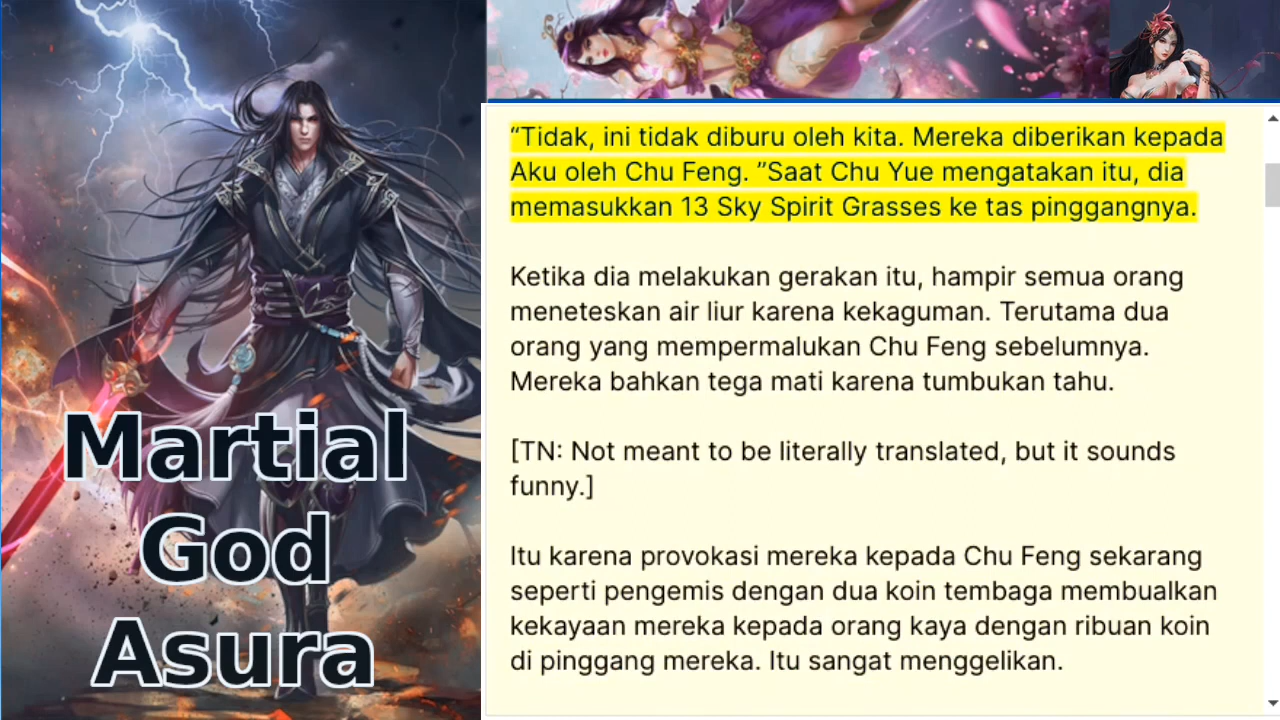 Martial
God
Asura
“Tidak, ini tidak diburu oleh kita. Mereka diberikan kepada
Aku oleh Chu Feng. ”Saat Chu Yue mengatakan itu, dia
memasukkan 13 Sky Spirit Grasses ke tas pinggangnya.
Ketika dia melakukan gerakan itu, hampir semua orang
meneteskan air liur karena kekaguman. Terutama dua
orang yang mempermalukan Chu Feng sebelumnya.
Mereka bahkan tega mati karena tumbukan tahu.
[TN: Not meant to be literally translated, but it sounds
funny.]
Itu karena provokasi mereka kepada Chu Feng sekarang
seperti pengemis dengan dua koin tembaga membualkan
kekayaan mereka kepada orang kaya dengan ribuan koin
di pinggang mereka. Itu sangat menggelikan.